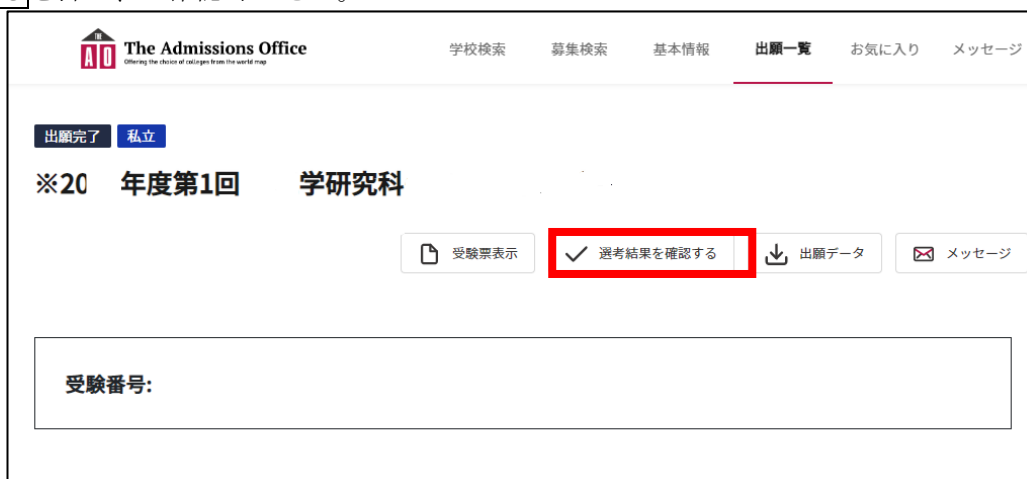 THE
AO The Admissions Office
Offering the choice of colleges from the world map
学校検索 募集検索 基本情報 出願一覧 お気に入り メッセージ
出願完了 私立
※20 年度第1回 学研究科
受験票表示 選考結果を確認する 出願データ メッセージ
受験番号: